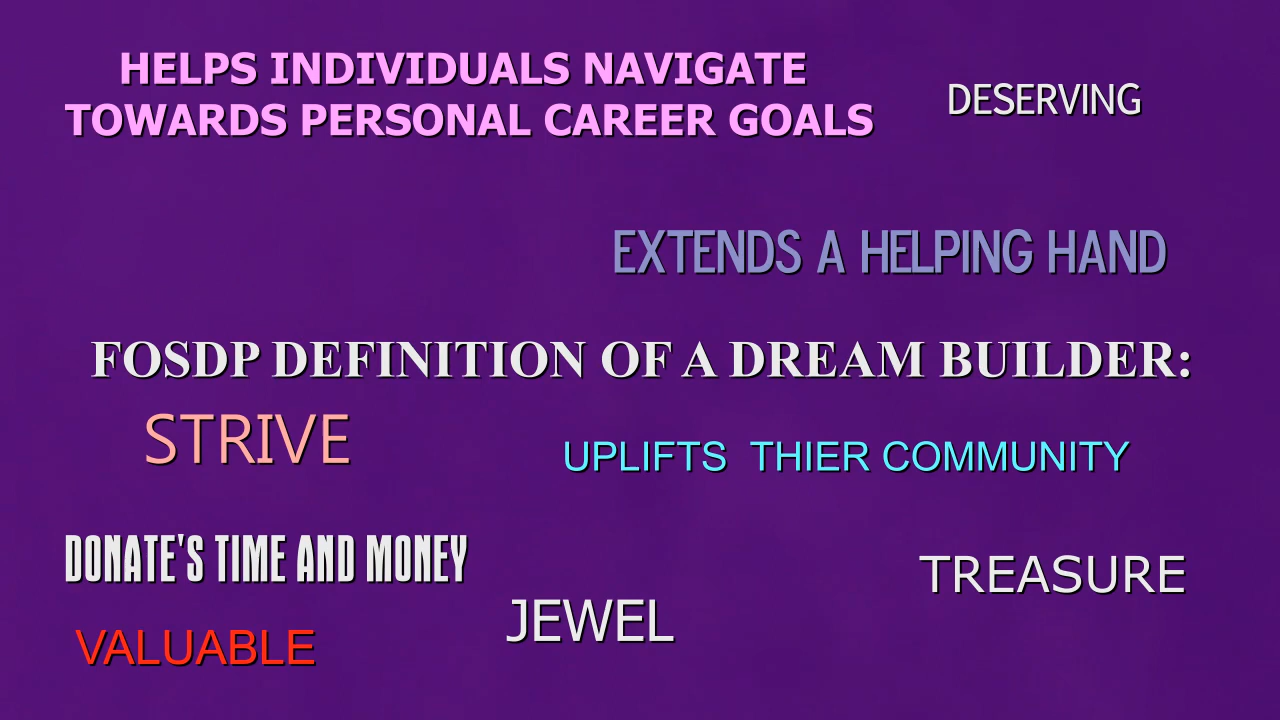 HELPS INDIVIDUALS NAVIGATE
TOWARDS PERSONAL CAREER GOALS
DESERVING
EXTENDS A HELPING HAND
FOSDP DEFINITION OF A DREAM BUILDER:
STRIVE
UPLIFTS THIER COMMUNITY
DONATE'S TIME AND MONEY
TREASURE
JEWEL
VALUABLE